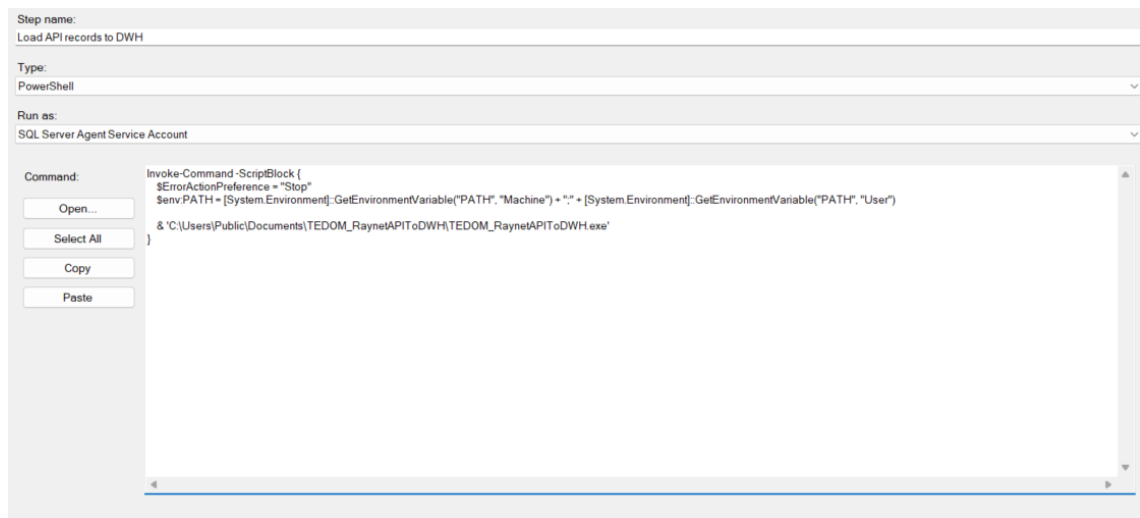 Step name:
Load API records to DWH
Type:
PowerShell
Run as:
SQL Server Agent Service Account
Command:
Open...
Select All
Copy
Paste
Invoke-Command -ScriptBlock {
$ErrorActionPreference = "Stop"
$env:PATH = [System.Environment]::GetEnvironmentVariable("PATH", "Machine") + ";" + [System.Environment]::GetEnvironmentVariable("PATH", "User")
& 'C:\Users\Public\Documents\TEDOM_RaynetAPIToDWH\TEDOM_RaynetAPIToDWH.exe'
}